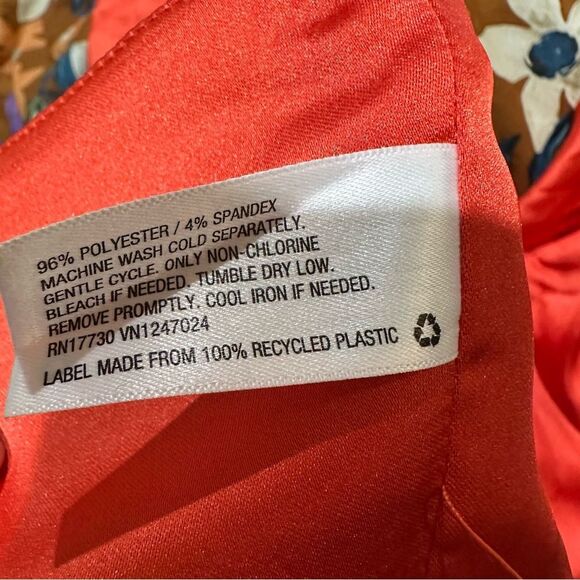 96% POLYESTER / 4% SPANDEX
MACHINE WASH COLD SEPARATELY.
GENTLE CYCLE. ONLY NON-CHLORINE
BLEACH IF NEEDED. TUMBLE DRY LOW.
REMOVE PROMPTLY. COOL IRON IF NEEDED.
RN17730 VN1247024
LABEL MADE FROM 100% RECYCLED PLASTIC